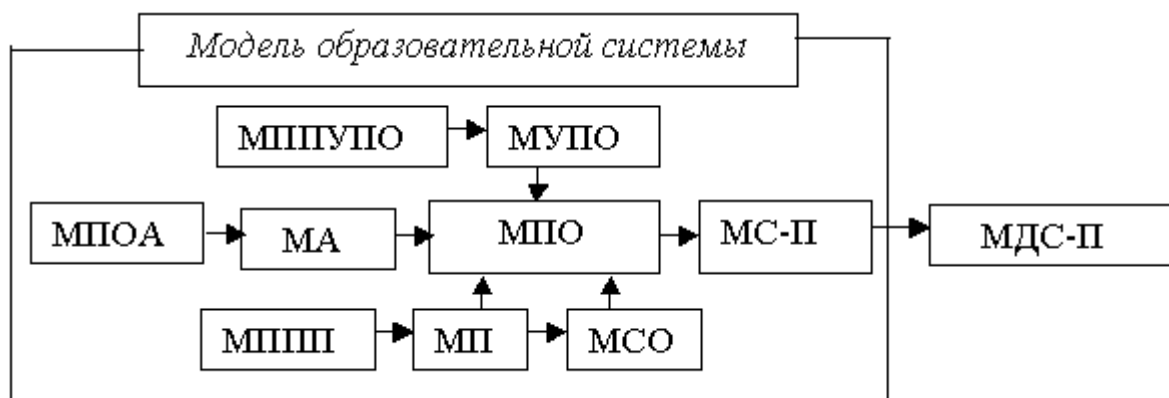 Модель образовательной системы
МППУПО
МУПО
МПОА
МА
МПО
МС-П
МДС-П
МППП
МП
МСО